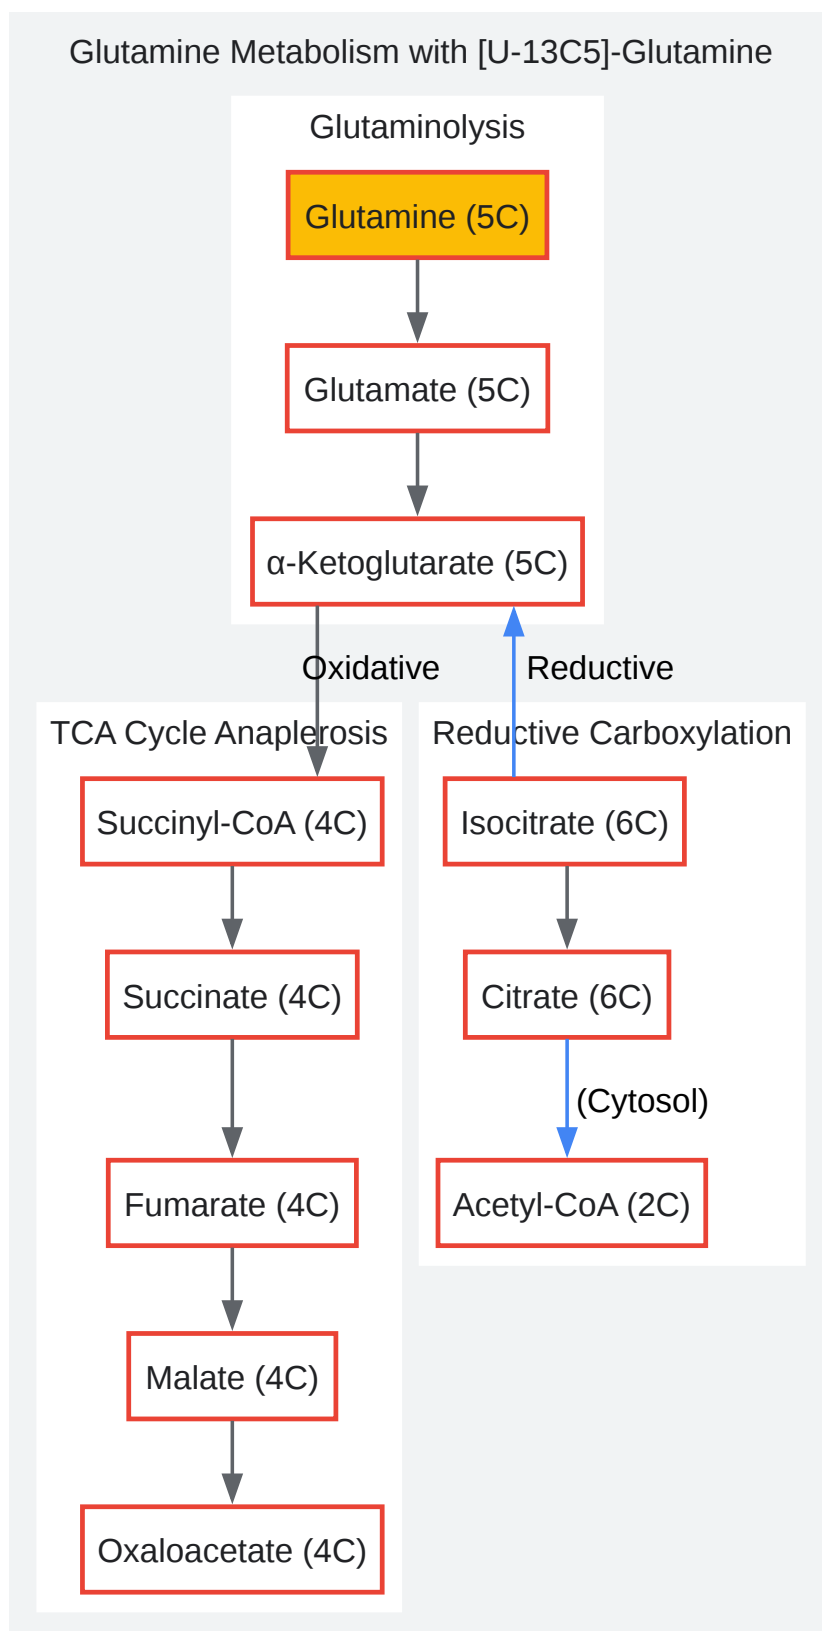 Glutamine Metabolism with [U-13C5]-Glutamine
Glutaminolysis
Glutamine (5C)
Glutamate (5C)
α-Ketoglutarate (5C)
Oxidative
Reductive
TCA Cycle Anaplerosis
Succinyl-CoA (4C)
Succinate (4C)
Fumarate (4C)
Malate (4C)
Oxaloacetate (4C)
Reductive Carboxylation
Isocitrate (6C)
Citrate (6C)
(Cytosol)
Acetyl-CoA (2C)